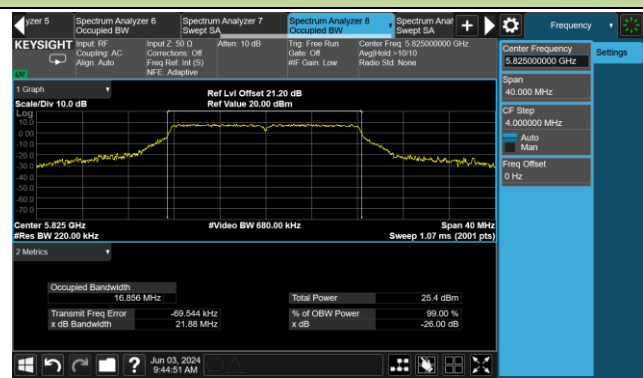 yzer 5
Spectrum Analyzer 6
Occupied BW
Spectrum Analyzer 7
Swept SA
Spectrum Analyzer 8
Occupied BW
Spectrum Anal
Swept SA
Frequency
KEYSIGHT
Input: RF
Coupling: AC
Align: Auto
Input Z: 50 Ω
Corrections: Off
Freq Ref: Int (S)
NFE: Adaptive
Atten: 10 dB
Trig: Free Run
Gate: Off
#IF Gain: Low
Center Freq: 5.825000000 GHz
Avg|Hold:>10/10
Radio Std: None
Center Frequency
5.825000000 GHz
Settings
Span
40.000 MHz
CF Step
4.000000 MHz
Auto
Man
Freq Offset
0 Hz
1 Graph
Scale/Div 10.0 dB
Ref Lvl Offset 21.20 dB
Ref Value 20.00 dBm
Log
10.0
0.00
-10.0
-20.0
-30.0
-40.0
-50.0
-60.0
-70.0
Center 5.825 GHz
#Res BW 220.00 kHz
#Video BW 680.00 kHz
Span 40 MHz
Sweep 1.07 ms (2001 pts)
2 Metrics
Occupied Bandwidth
16.856 MHz
Total Power 25.4 dBm
Transmit Freq Error -69.544 kHz
% of OBW Power 99.00 %
x dB Bandwidth 21.88 MHz
x dB -26.00 dB
?
Jun 03, 2024
9:44:51 AM